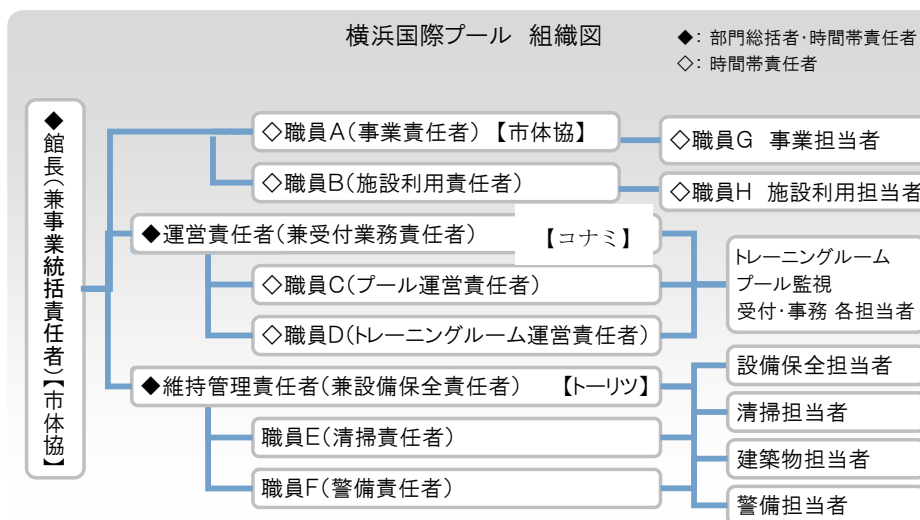 横浜国際プール 組織図
◆：部門総括者・時間帯責任者
◇：時間帯責任者
◆館長（兼事業統括責任者）【市体協】
◇職員A（事業責任者）【市体協】
◇職員G 事業担当者
◇職員B（施設利用責任者）
◇職員H 施設利用担当者
◆運営責任者（兼受付業務責任者） 【コナミ】
◇職員C（プール運営責任者）
◇職員D（トレーニングルーム運営責任者）
トレーニングルーム
プール監視
受付・事務 各担当者
◆維持管理責任者（兼設備保全責任者） 【トーリツ】
職員E（清掃責任者）
職員F（警備責任者）
設備保全担当者
清掃担当者
建築物担当者
警備担当者